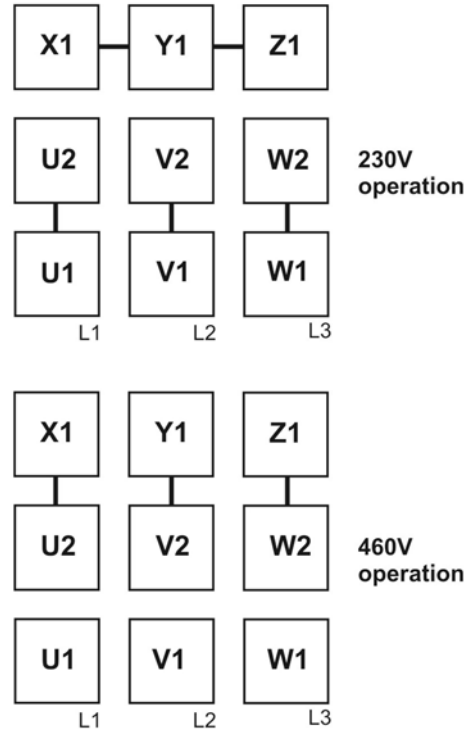 X1 Y1 Z1
U2 V2 W2
230V
operation
U1 V1 W1
L1 L2 L3
X1 Y1 Z1
U2 V2 W2
460V
operation
U1 V1 W1
L1 L2 L3